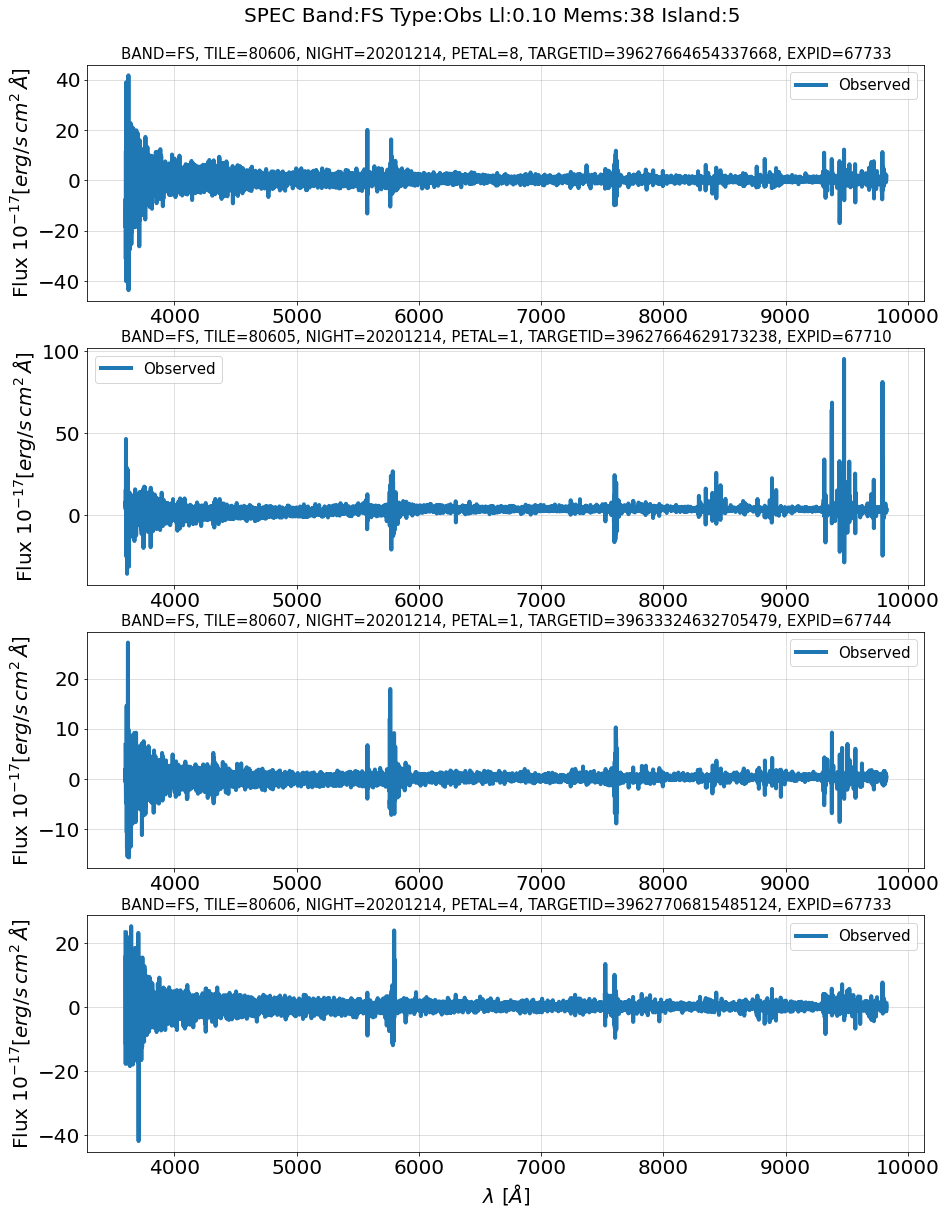 SPEC Band:FS Type:Obs Ll:0.10 Mems:38 Island:5
BAND=FS, TILE=80606, NIGHT=20201214, PETAL=8, TARGETID=39627664654337668, EXPID=67733
Flux 10^{-17}[erg/s cm^2 Å]
40
20
0
−20
−40
Observed
4000 5000 6000 7000 8000 9000 10000
BAND=FS, TILE=80605, NIGHT=20201214, PETAL=1, TARGETID=39627664629173238, EXPID=67710
Flux 10^{-17}[erg/s cm^2 Å]
100
50
0
Observed
4000 5000 6000 7000 8000 9000 10000
BAND=FS, TILE=80607, NIGHT=20201214, PETAL=1, TARGETID=39633324632705479, EXPID=67744
Flux 10^{-17}[erg/s cm^2 Å]
20
10
0
−10
Observed
4000 5000 6000 7000 8000 9000 10000
BAND=FS, TILE=80606, NIGHT=20201214, PETAL=4, TARGETID=39627706815485124, EXPID=67733
Flux 10^{-17}[erg/s cm^2 Å]
20
0
−20
−40
Observed
4000 5000 6000 7000 8000 9000 10000
λ [Å]